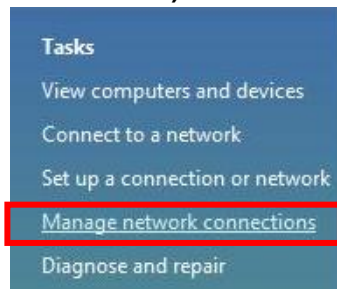 Tasks
View computers and devices
Connect to a network
Set up a connection or network
Manage network connections
Diagnose and repair